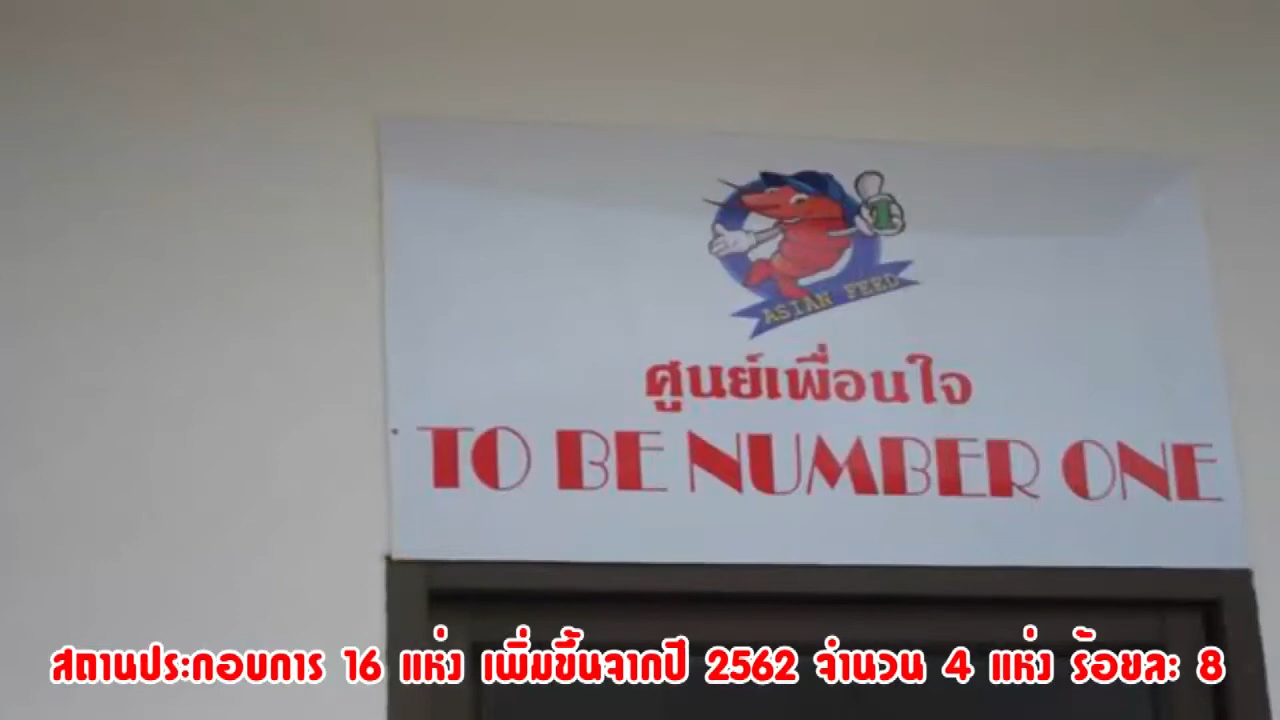 1
ASIAN FEED
ศูนย์เพื่อนใจ
TO BE NUMBER ONE
สถานประกอบการ 16 แห่ง เพิ่มขึ้นจากปี 2562 จำนวน 4 แห่ง ร้อยละ 8